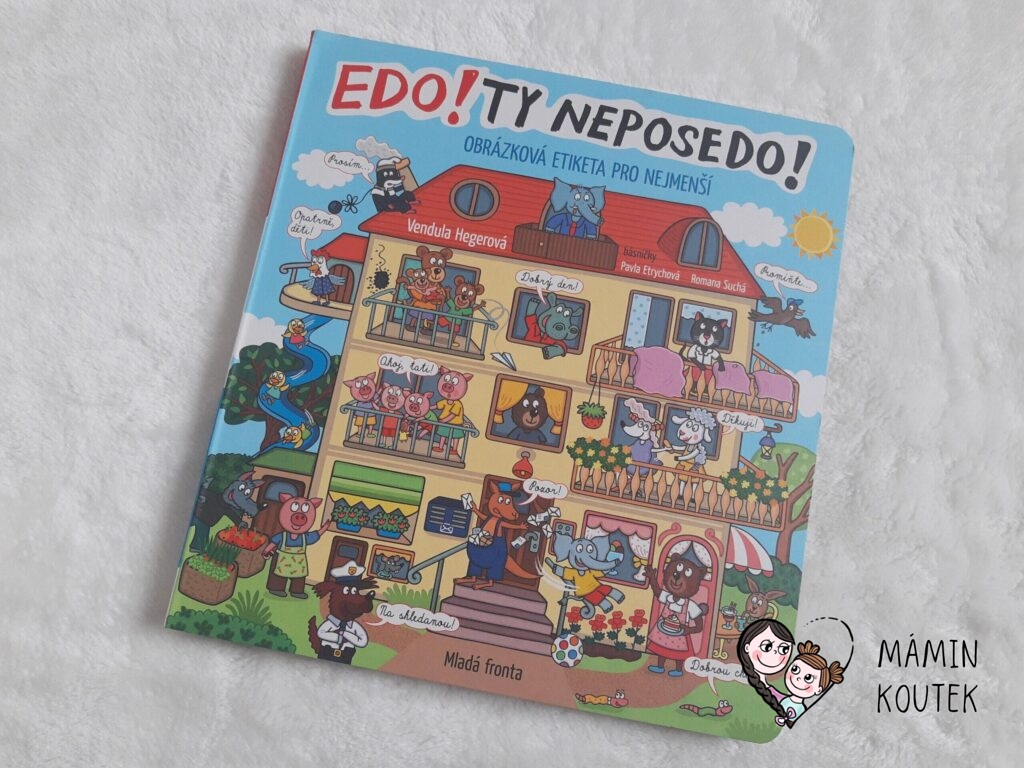 EDO! TY NEPOSEDO!
OBRÁZKOVÁ ETIKETA PRO NEJMENŠÍ
Prosím...
Opatrně,
děti!
Vendula Hegerová
básničky
Pavla Etrychová Romana Suchá
Promiňte...
Dobrý den!
Ahoj, tati!
Děkuji!
Pozor!
Na shledanou!
Dobrou
Mladá fronta
MÁMIN
KOUTEK